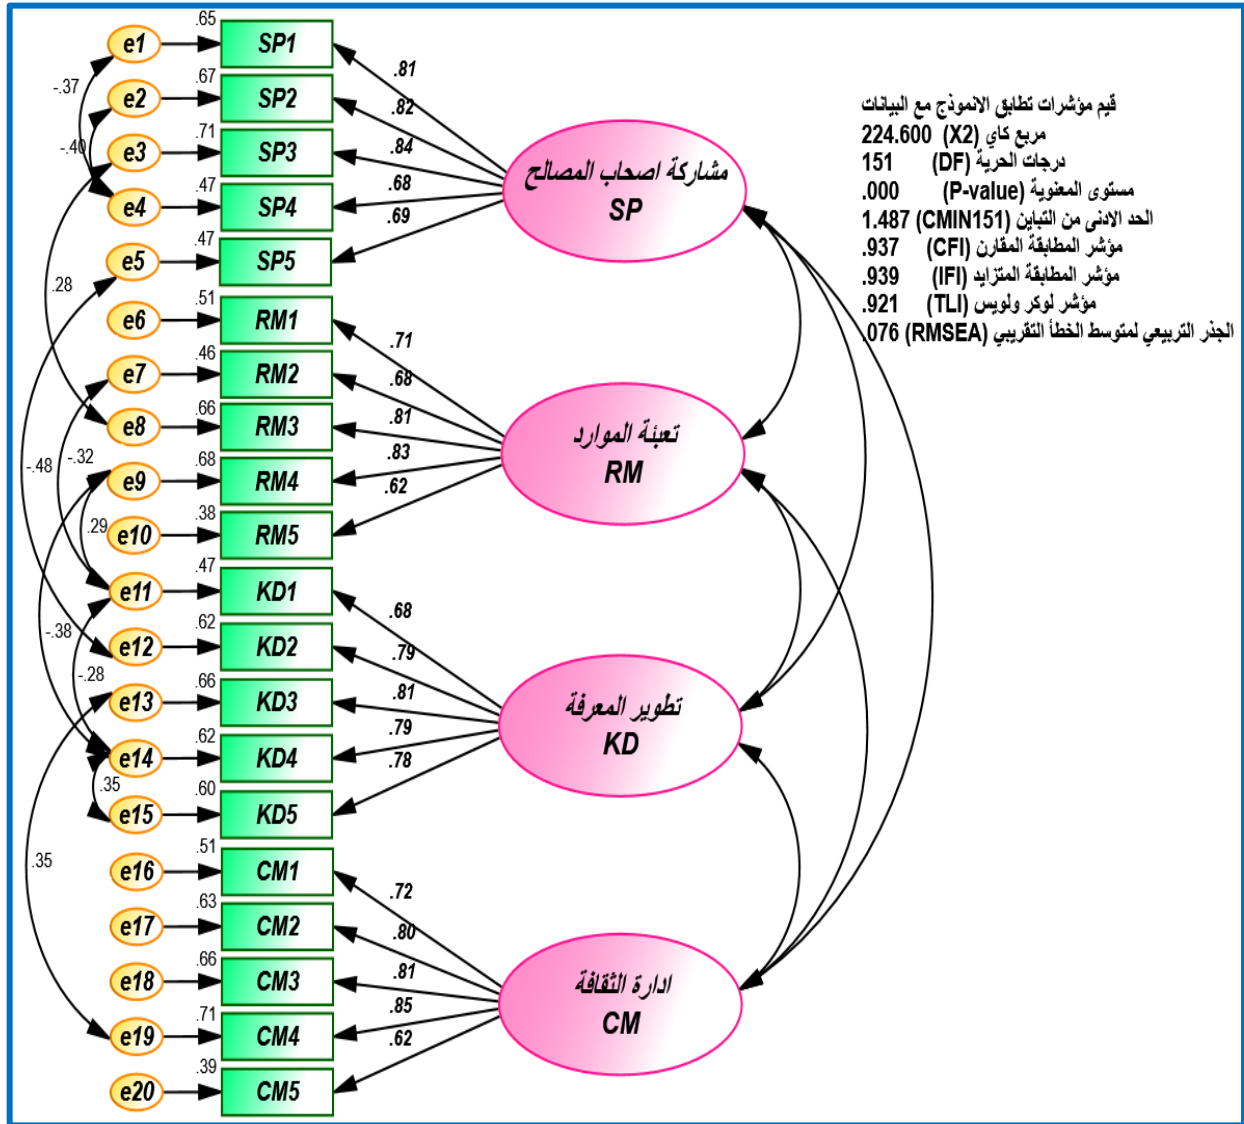 e1 .65 SP1 .81
-.37
e2 .67 SP2 .82
e3 .71 SP3 .84
-.40
e4 .47 SP4 .68
e5 .47 SP5 .69
.28
e6 .51 RM1 .71
e7 .46 RM2 .68
e8 .66 RM3 .81
-.48
-.32
e9 .68 RM4 .83
.29
e10 .38 RM5 .62
e11 .47 KD1 .68
-.38
e12 .62 KD2 .79
-.28
e13 .66 KD3 .81
e14 .62 KD4 .79
.35
e15 .60 KD5 .78
.35
e16 .51 CM1 .72
e17 .63 CM2 .80
e18 .66 CM3 .81
e19 .71 CM4 .85
e20 .39 CM5 .62
مشاركة اصحاب المصالح
SP
تعبئة الموارد
RM
تطوير المعرفة
KD
ادارة الثقافة
CM
قيم مؤشرات تطابق الانموذج مع البيانات
مربع كاي (X2) 224.600
درجات الحرية (DF) 151
مستوى المعنوية (P-value) .000
الحد الادنى من التباين (CMIN151) 1.487
مؤشر المطابقة المقارن (CFI) .937
مؤشر المطابقة المتزايد (IFI) .939
مؤشر لوكر ولويس (TLI) .921
الجذر التربيعي لمتوسط الخطأ التقريبي (RMSEA) .076